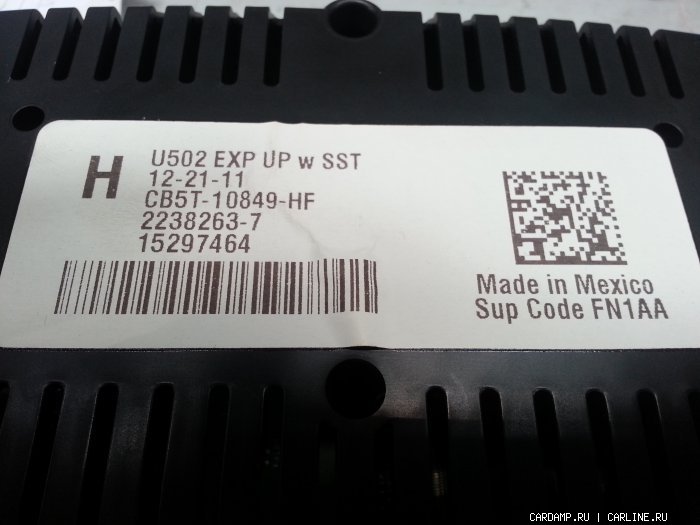 H
U502 EXP UP w SST
12-21-11
CB5T-10849-HF
2238263-7
15297464
Made in Mexico
Sup Code FN1AA
CARDAMP.RU | CARLINE.RU